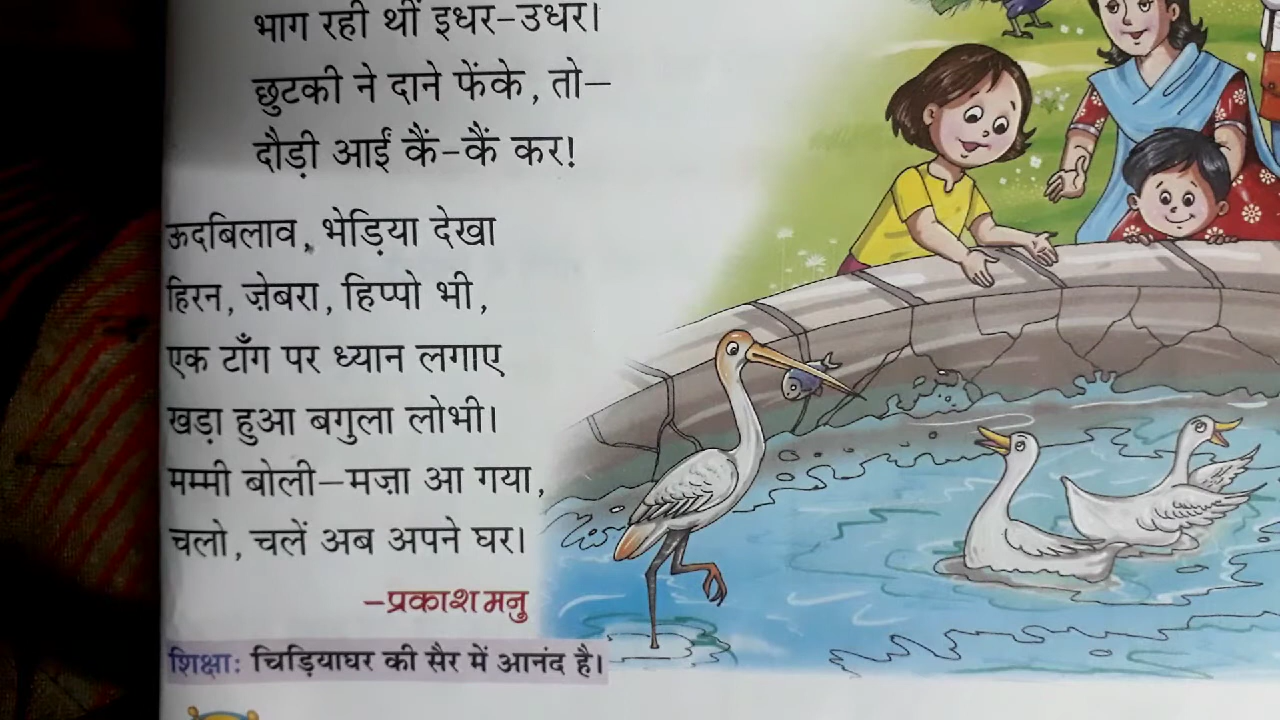 भाग रही थीं इधर-उधर।
छुटकी ने दाने फेंके, तो—
दौड़ी आईं कैं-कैं कर!
ऊदबिलाव, भेड़िया देखा
हिरन, ज़ेबरा, हिप्पो भी,
एक टाँग पर ध्यान लगाए
खड़ा हुआ बगुला लोभी।
मम्मी बोली—मज़ा आ गया,
चलो, चलें अब अपने घर।
—प्रकाश मनु
शिक्षा: चिड़ियाघर की सैर में आनंद है।